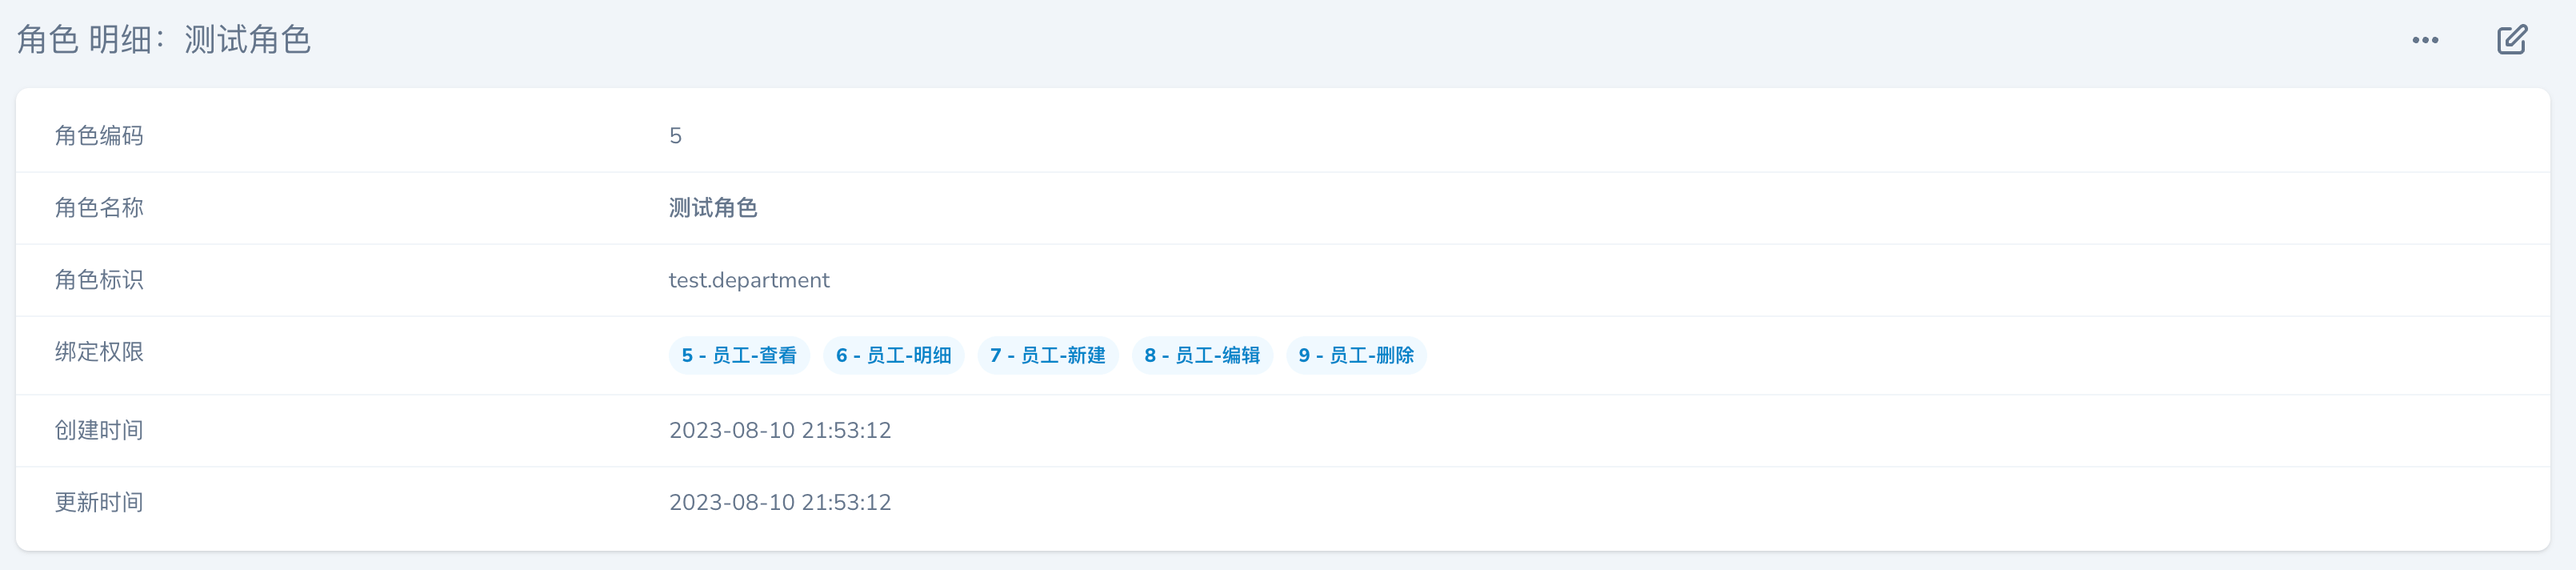 角色 明细：测试角色
角色编码 5
角色名称 测试角色
角色标识 test.department
绑定权限 5 - 员工-查看 6 - 员工-明细 7 - 员工-新建 8 - 员工-编辑 9 - 员工-删除
创建时间 2023-08-10 21:53:12
更新时间 2023-08-10 21:53:12